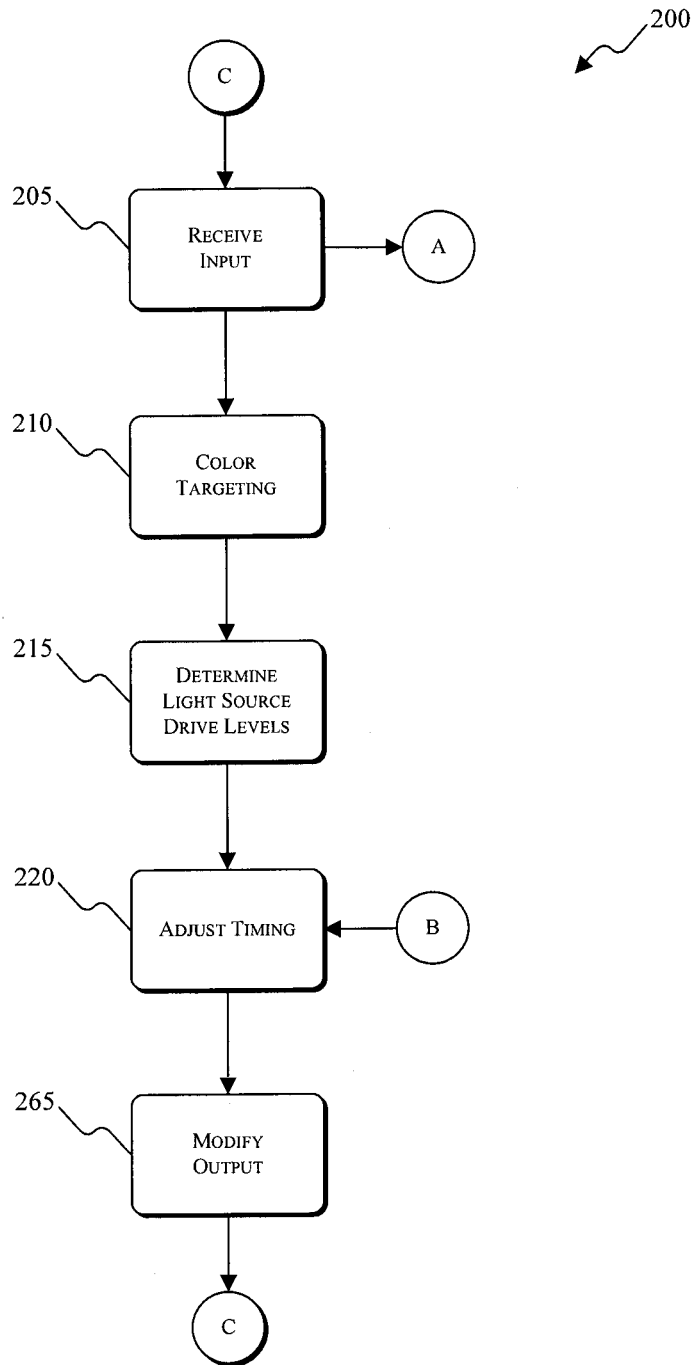 200
C
205
RECEIVE
INPUT
A
210
COLOR
TARGETING
215
DETERMINE
LIGHT SOURCE
DRIVE LEVELS
220
ADJUST TIMING
B
265
MODIFY
OUTPUT
C